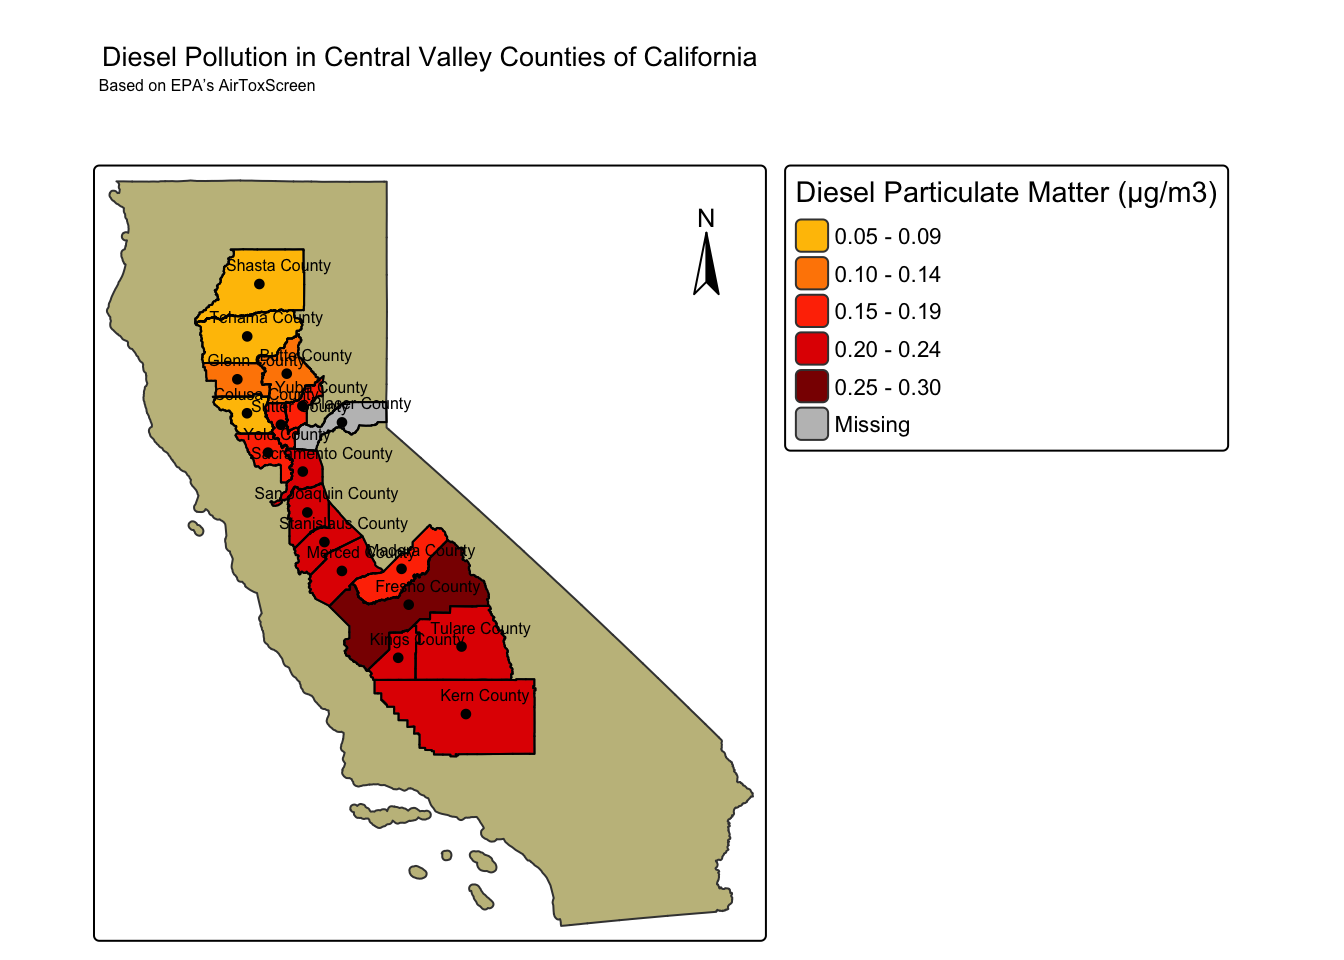 Diesel Pollution in Central Valley Counties of California
Based on EPA's AirToxScreen
N
Diesel Particulate Matter (µg/m3)
0.05 - 0.09
0.10 - 0.14
0.15 - 0.19
0.20 - 0.24
0.25 - 0.30
Missing
Shasta County
Tehama County
Butte County
Glenn County
Yuba County
Colusa County
Placer County
Sutter County
Yolo County
Sacramento County
San Joaquin County
Stanislaus County
Madera County
Merced County
Fresno County
Tulare County
Kings County
Kern County